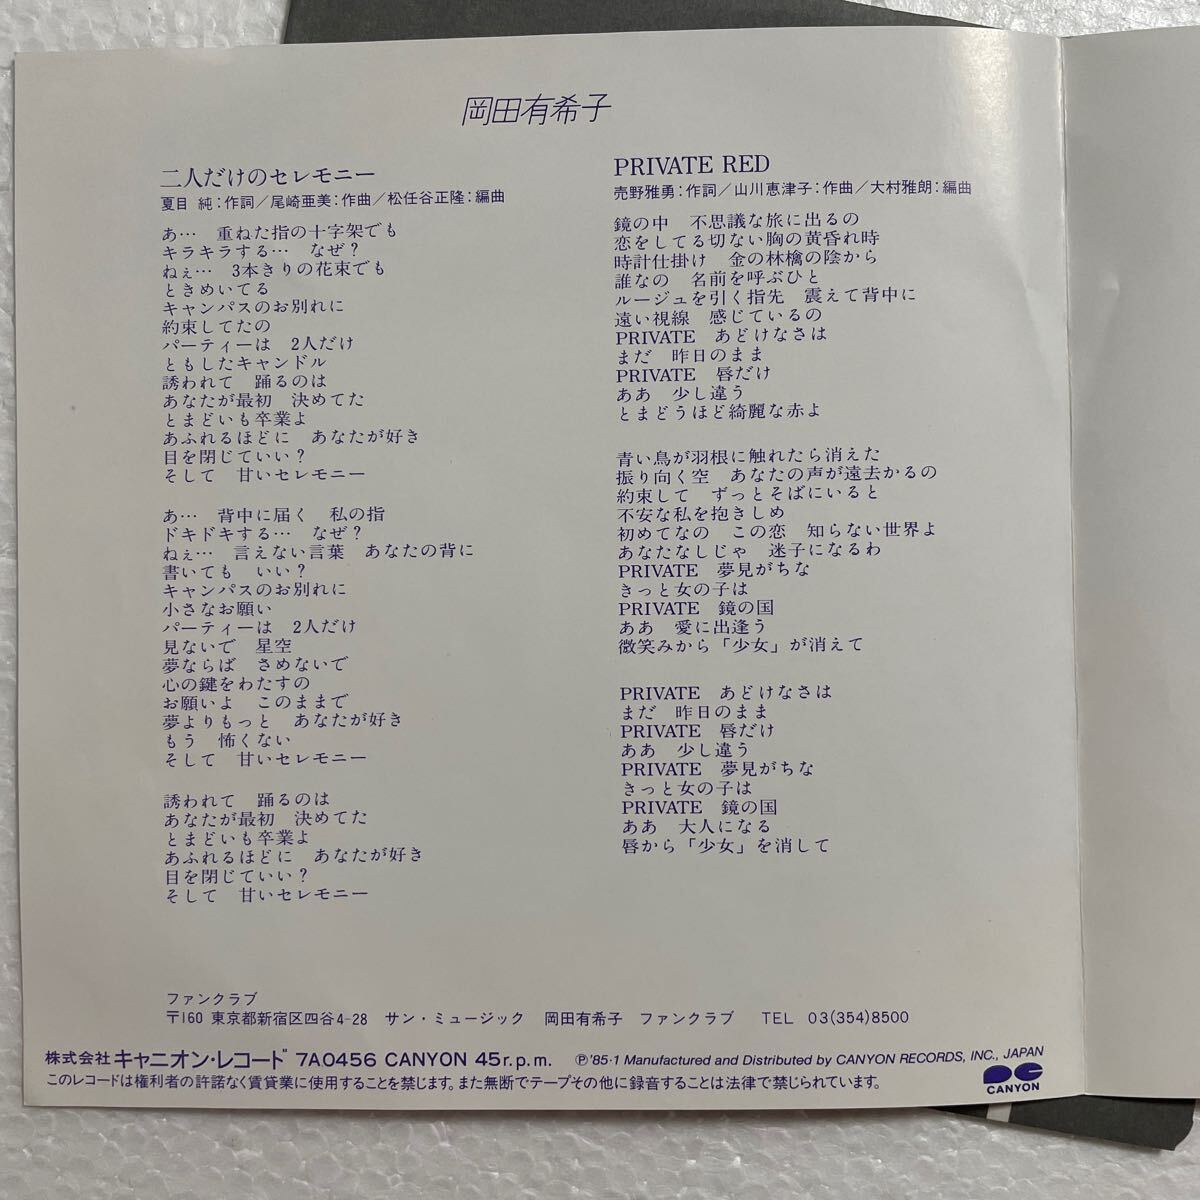 岡田有希子
二人だけのセレモニー
夏目 純:作詞/尾崎亜美:作曲/松任谷正隆:編曲
あ… 重ねた指の十字架でも
キラキラする… なぜ?
ねぇ… 3本きりの花束でも
ときめいてる
キャンパスのお別れに
約束してたの
パーティーは 2人だけ
ともしたキャンドル
誘われて 踊るのは
あなたが最初 決めてた
とまどいも卒業よ
あふれるほどに あなたが好き
目を閉じていい?
そして 甘いセレモニー
あ… 背中に届く 私の指
ドキドキする… なぜ?
ねぇ… 言えない言葉 あなたの背に
書いても いい?
キャンパスのお別れに
小さなお願い
パーティーは 2人だけ
見ないで 星空
夢ならば さめないで
心の鍵をわたすの
お願いよ このままで
夢よりもっと あなたが好き
もう 怖くない
そして 甘いセレモニー
誘われて 踊るのは
あなたが最初 決めてた
とまどいも卒業よ
あふれるほどに あなたが好き
目を閉じていい?
そして 甘いセレモニー
PRIVATE RED
売野雅勇:作詞/山川恵津子:作曲/大村雅朗:編曲
鏡の中 不思議な旅に出るの
恋をしてる切ない胸の黄昏れ時
時計仕掛け 金の林檎の陰から
誰なの 名前を呼ぶひと
ルージュを引く指先 震えて背中に
遠い視線 感じているの
PRIVATE あどけなさは
まだ 昨日のまま
PRIVATE 唇だけ
ああ 少し違う
とまどうほど綺麗な赤よ
青い鳥が羽根に触れたら消えた
振り向く空 あなたの声が遠去かるの
約束して ずっとそばにいると
不安な私を抱きしめ
初めてなの この恋 知らない世界よ
あなたなしじゃ 迷子になるわ
PRIVATE 夢見がちな
きっと女の子は
PRIVATE 鏡の国
ああ 愛に出逢う
微笑みから「少女」が消えて
PRIVATE あどけなさは
まだ 昨日のまま
PRIVATE 唇だけ
ああ 少し違う
PRIVATE 夢見がちな
きっと女の子は
PRIVATE 鏡の国
ああ 大人になる
唇から「少女」を消して
ファンクラブ
〒160 東京都新宿区四谷4-28 サン・ミュージック 岡田有希子 ファンクラブ TEL 03(354)8500
株式会社キャニオン・レコード 7A0456 CANYON 45r.p.m. Ⓟ'85・1 Manufactured and Distributed by CANYON RECORDS, INC., JAPAN
このレコードは権利者の許諾なく賃貸業に使用することを禁じます。また無断でテープその他に録音することは法律で禁じられています。
CANYON